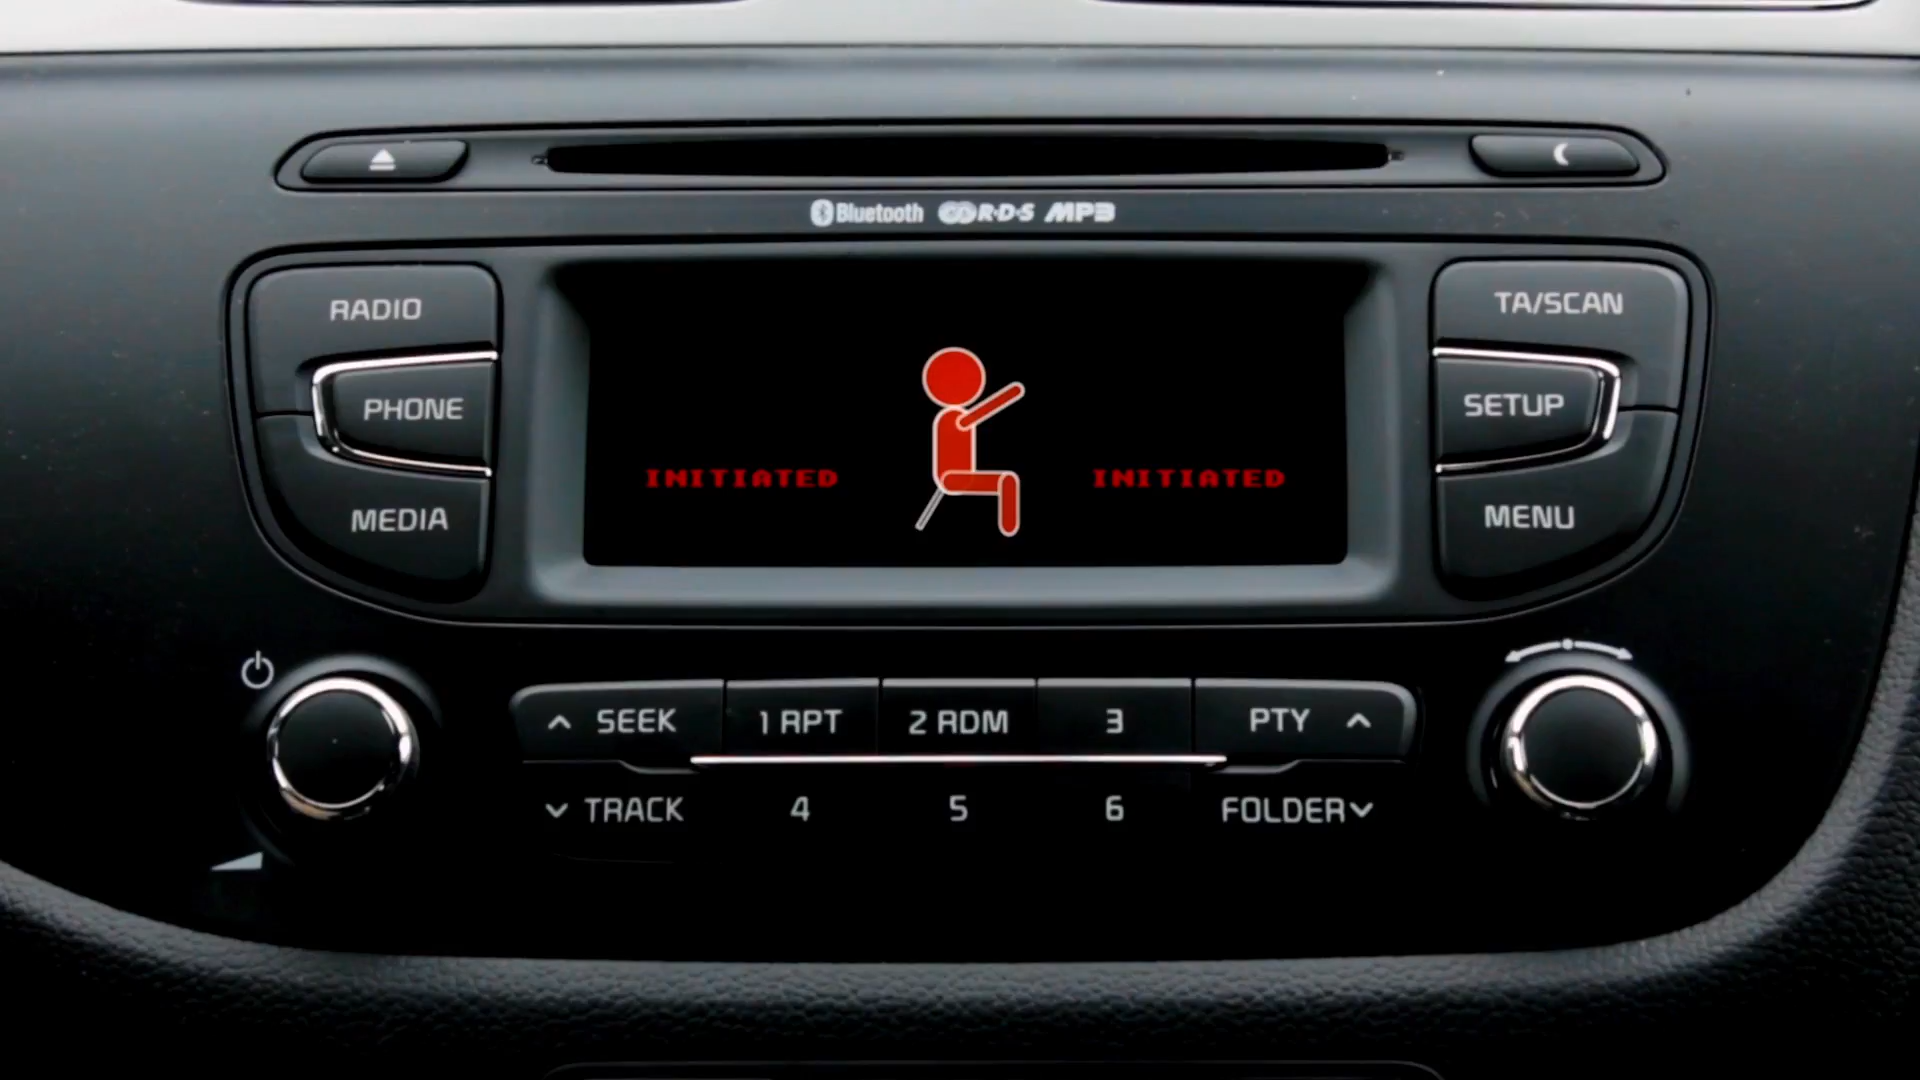 Bluetooth R·D·S MP3
RADIO
TA/SCAN
PHONE
SETUP
INITIATED INITIATED
MEDIA
MENU
SEEK 1 RPT 2 RDM 3 PTY
TRACK 4 5 6 FOLDER